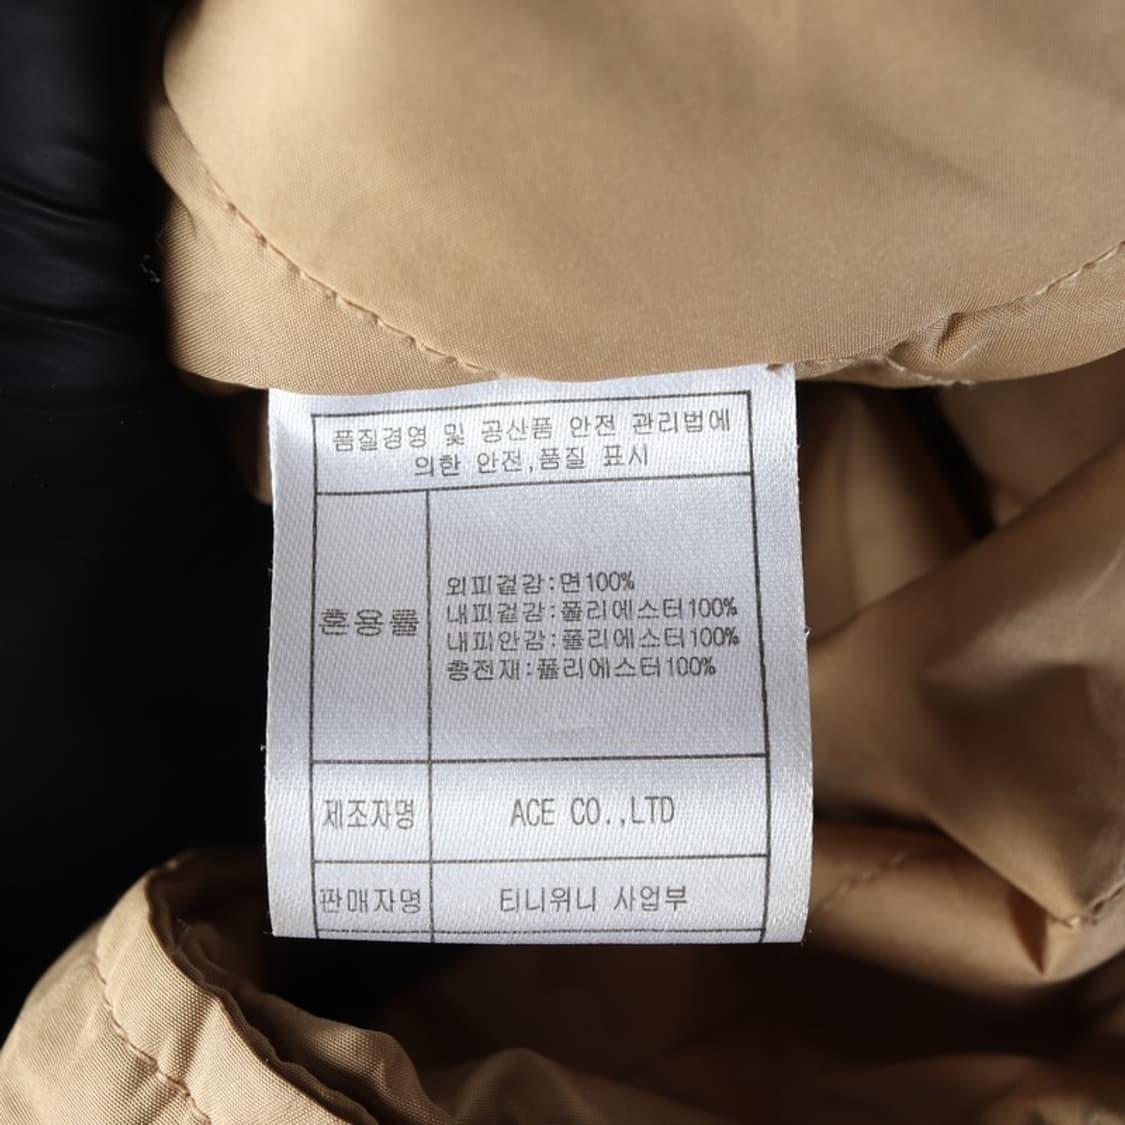 품질경영 및 공산품 안전 관리법에
의한 안전,품질 표시
혼용률
외피겉감:면100%
내피겉감:폴리에스터100%
내피안감:폴리에스터100%
충전재:폴리에스터100%
제조자명
ACE CO.,LTD
판매자명
티니위니 사업부